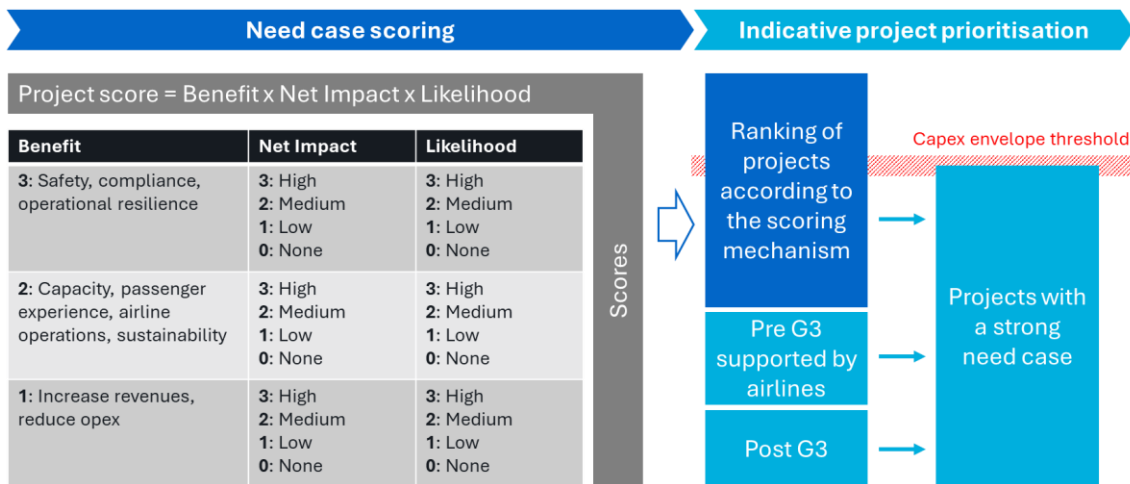 Need case scoring
Indicative project prioritisation
Project score = Benefit x Net Impact x Likelihood
Scores
Benefit
Net Impact
Likelihood
3: Safety, compliance,
operational resilience
3: High
2: Medium
1: Low
0: None
3: High
2: Medium
1: Low
0: None
2: Capacity, passenger
experience, airline
operations, sustainability
3: High
2: Medium
1: Low
0: None
3: High
2: Medium
1: Low
0: None
1: Increase revenues,
reduce opex
3: High
2: Medium
1: Low
0: None
3: High
2: Medium
1: Low
0: None
Ranking of
projects
according to
the scoring
mechanism
Pre G3
supported by
airlines
Post G3
Capex envelope threshold
Projects with
a strong
need case